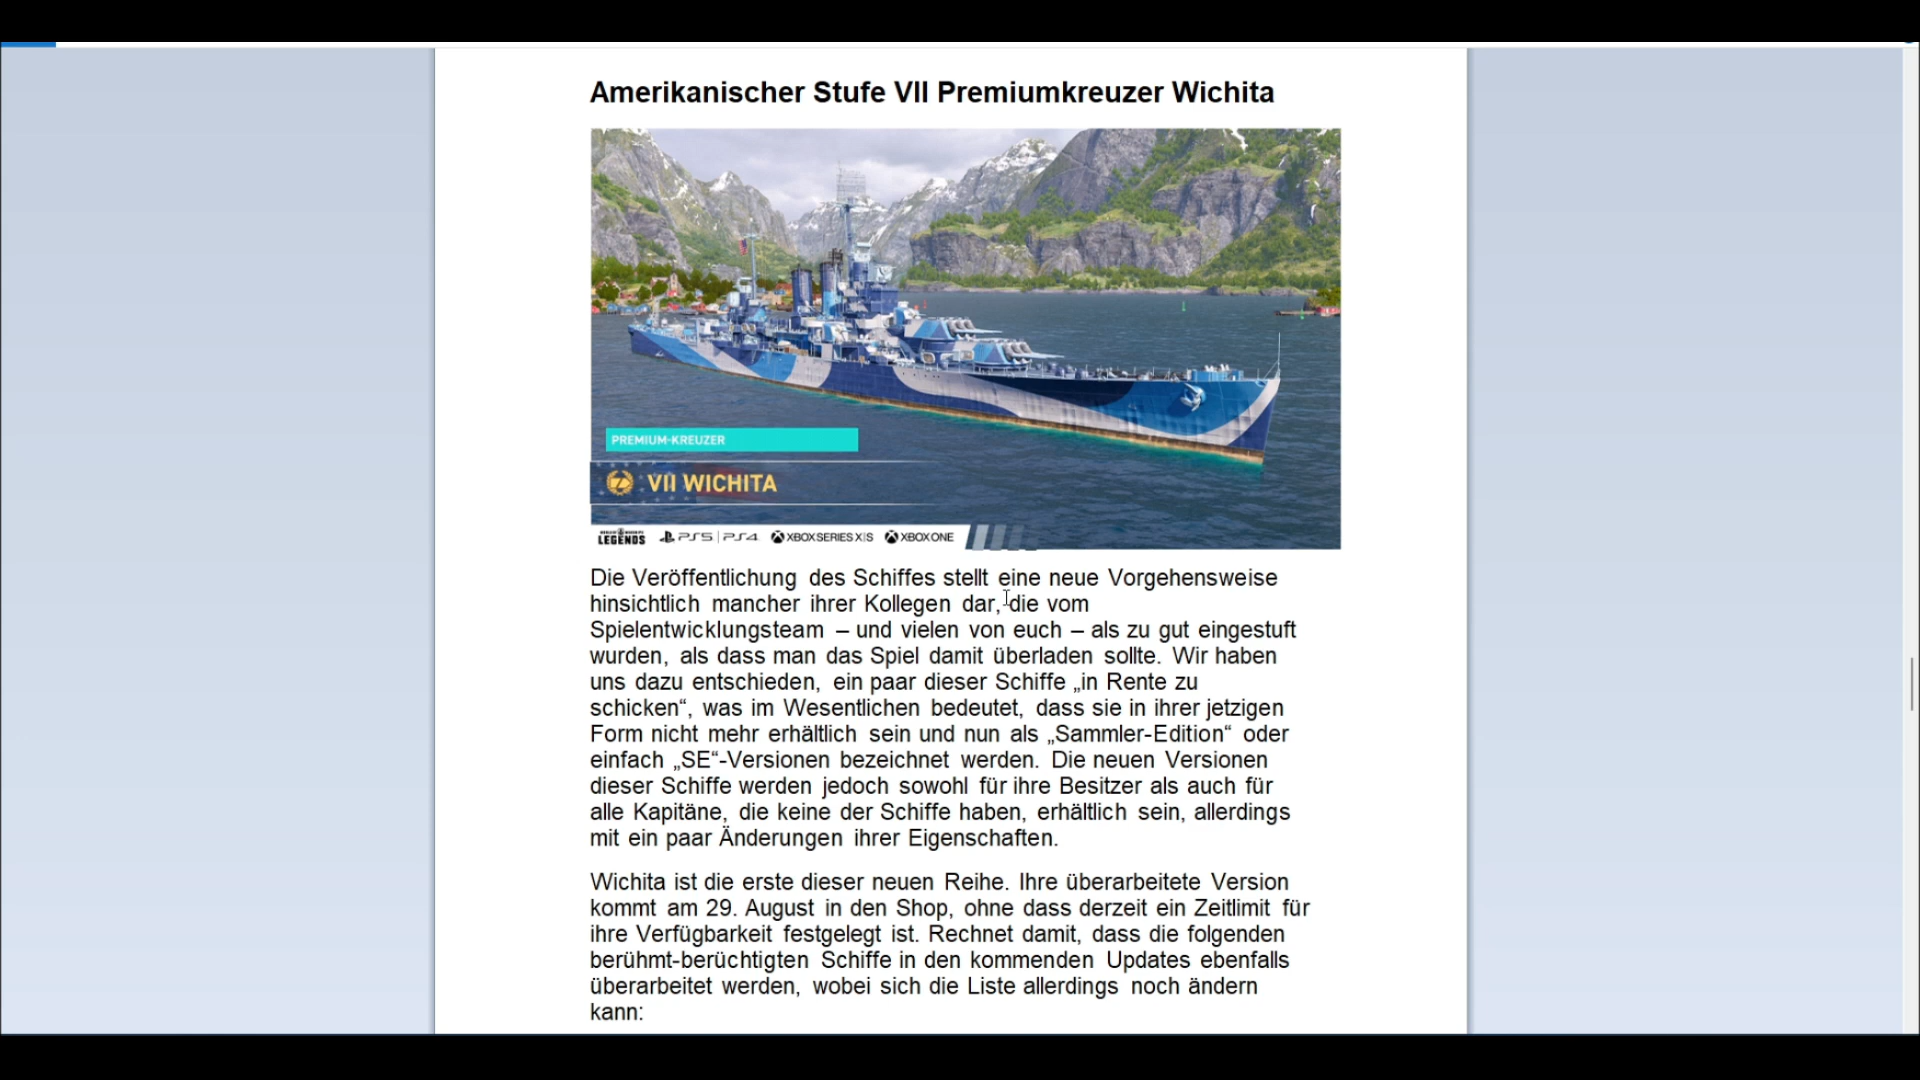 Amerikanischer Stufe VII Premiumkreuzer Wichita
PREMIUM-KREUZER
VII WICHITA
LEGENDS PS5 | PS4 XBOX SERIES X|S XBOX ONE
Die Veröffentlichung des Schiffes stellt eine neue Vorgehensweise
hinsichtlich mancher ihrer Kollegen dar, die vom
Spielentwicklungsteam – und vielen von euch – als zu gut eingestuft
wurden, als dass man das Spiel damit überladen sollte. Wir haben
uns dazu entschieden, ein paar dieser Schiffe „in Rente zu
schicken“, was im Wesentlichen bedeutet, dass sie in ihrer jetzigen
Form nicht mehr erhältlich sein und nun als „Sammler-Edition“ oder
einfach „SE“-Versionen bezeichnet werden. Die neuen Versionen
dieser Schiffe werden jedoch sowohl für ihre Besitzer als auch für
alle Kapitäne, die keine der Schiffe haben, erhältlich sein, allerdings
mit ein paar Änderungen ihrer Eigenschaften.
Wichita ist die erste dieser neuen Reihe. Ihre überarbeitete Version
kommt am 29. August in den Shop, ohne dass derzeit ein Zeitlimit für
ihre Verfügbarkeit festgelegt ist. Rechnet damit, dass die folgenden
berühmt-berüchtigten Schiffe in den kommenden Updates ebenfalls
überarbeitet werden, wobei sich die Liste allerdings noch ändern
kann: